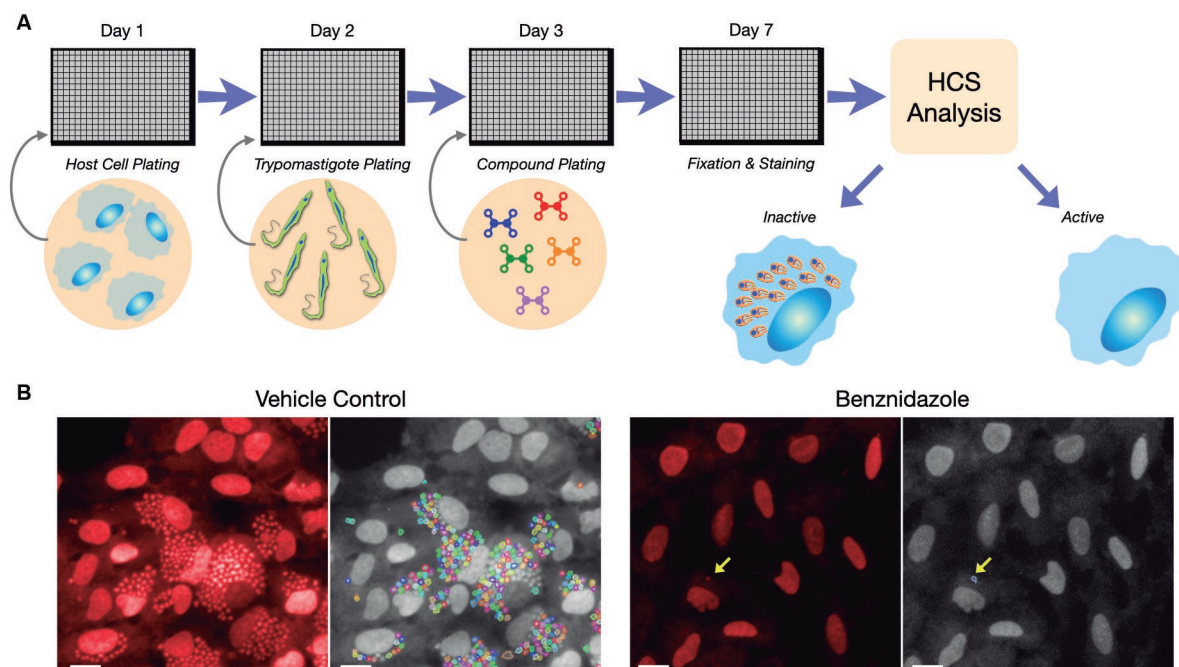 A
Day 1
Day 2
Day 3
Day 7
HCS
Analysis
Host Cell Plating
Trypomastigote Plating
Compound Plating
Fixation & Staining
Inactive
Active
B
Vehicle Control
Benznidazole